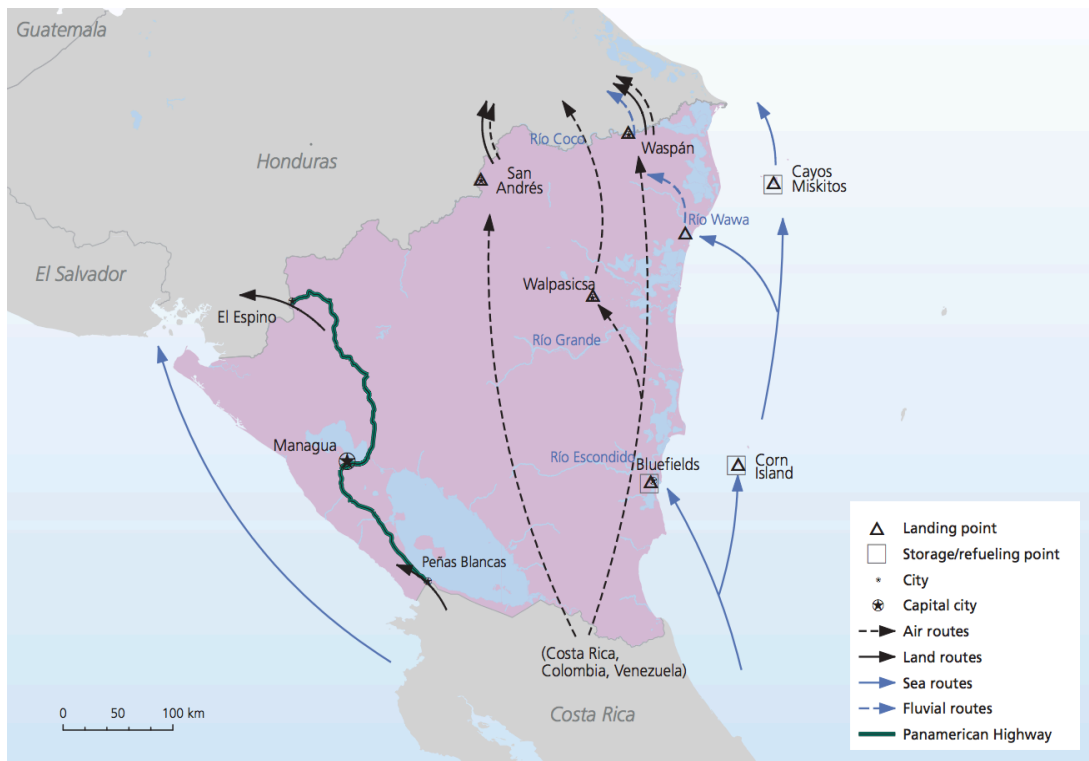 Guatemala
Honduras
El Salvador
Río Coco
Waspán
San
Andrés
Cayos
Miskitos
Río Wawa
Walpasicsa
El Espino
Río Grande
Managua
Río Escondido
Bluefields
Corn
Island
Peñas Blancas
(Costa Rica,
Colombia, Venezuela)
Costa Rica
0 50 100 km
Landing point
Storage/refueling point
City
Capital city
Air routes
Land routes
Sea routes
Fluvial routes
Panamerican Highway